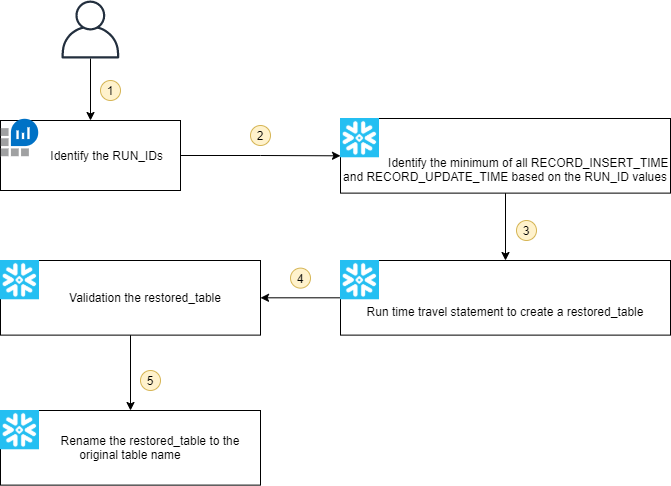 1
Identify the RUN_IDs
2
Identify the minimum of all RECORD_INSERT_TIME
and RECORD_UPDATE_TIME based on the RUN_ID values
3
Run time travel statement to create a restored_table
4
Validation the restored_table
5
Rename the restored_table to the
original table name